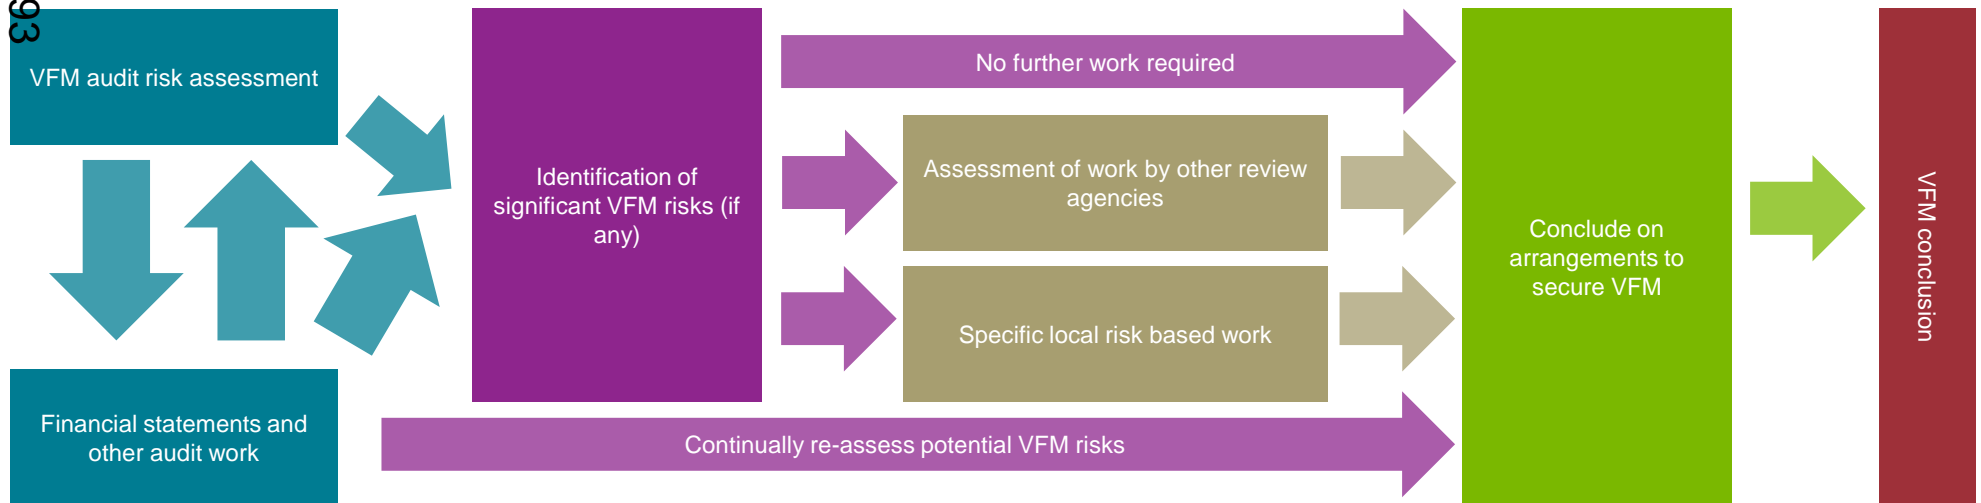 93
VFM audit risk assessment
Financial statements and
other audit work
Identification of
significant VFM risks (if
any)
No further work required
Assessment of work by other review
agencies
Specific local risk based work
Continually re-assess potential VFM risks
Conclude on
arrangements to
secure VFM
VFM conclusion